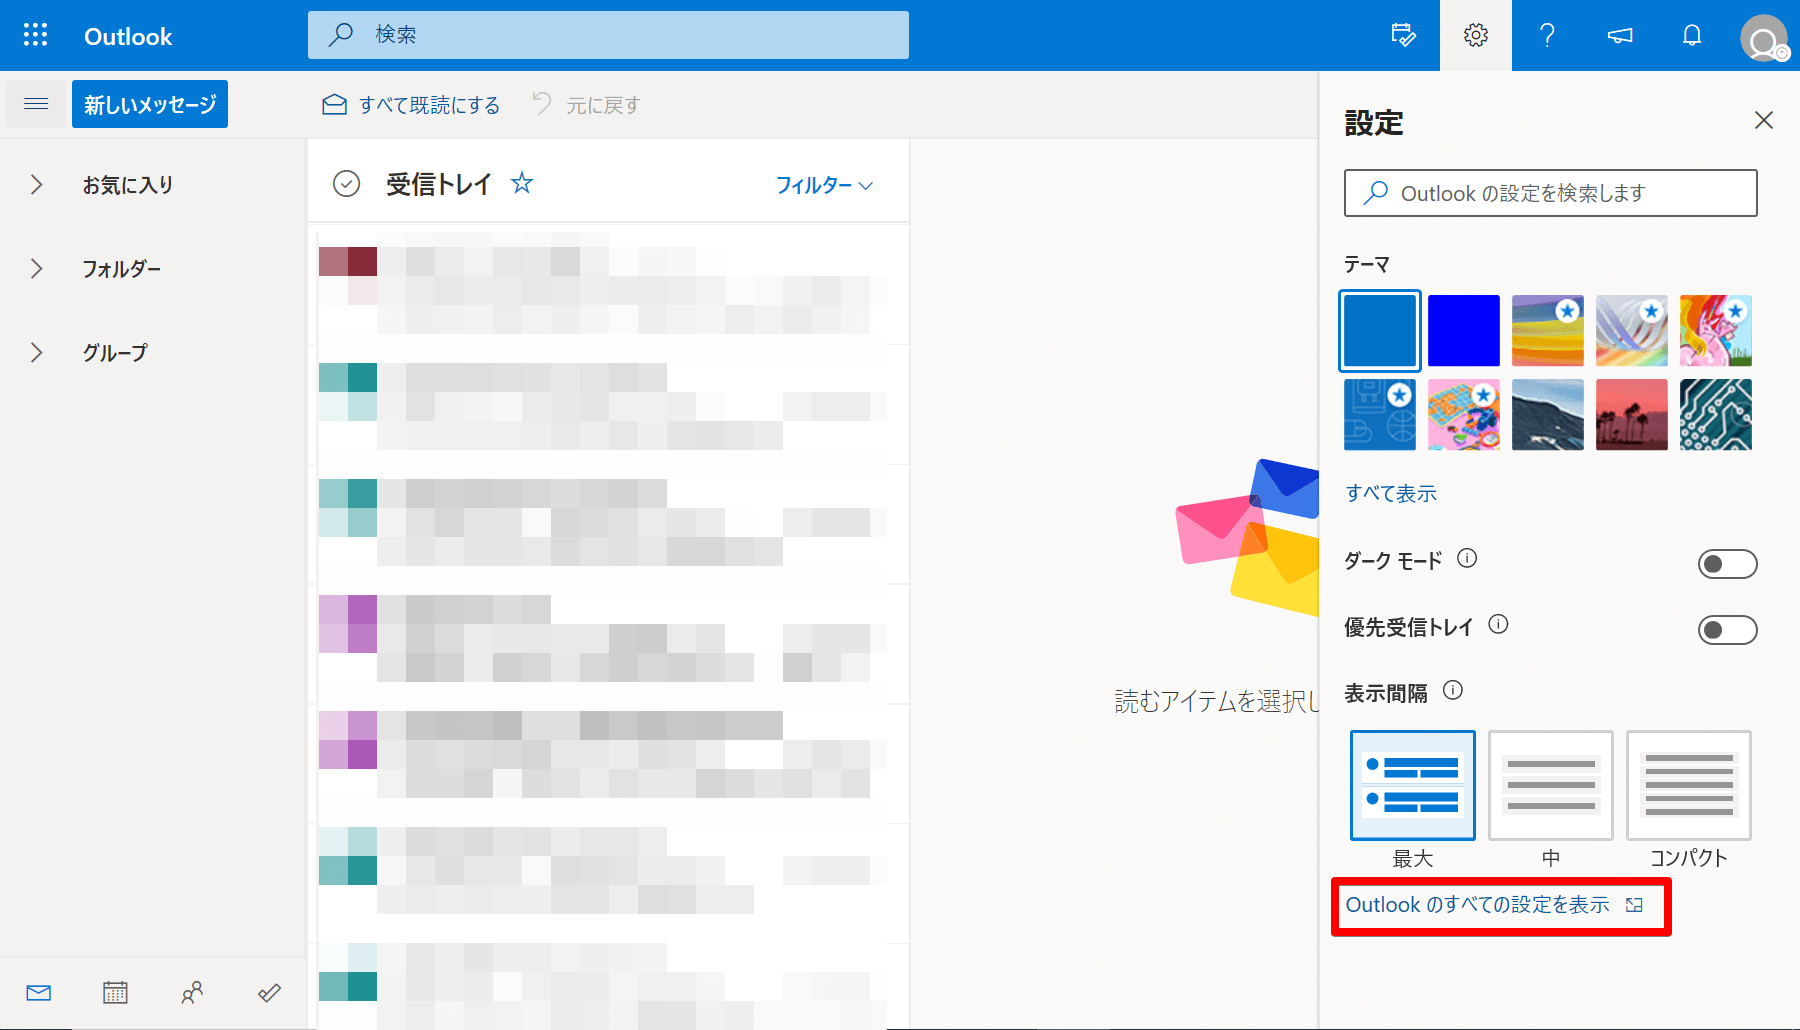 Outlook
検索
新しいメッセージ
すべて既読にする
元に戻す
お気に入り
フォルダー
グループ
受信トレイ
フィルター
読むアイテムを選択し
設定
Outlook の設定を検索します
テーマ
すべて表示
ダーク モード
優先受信トレイ
表示間隔
最大
中
コンパクト
Outlook のすべての設定を表示